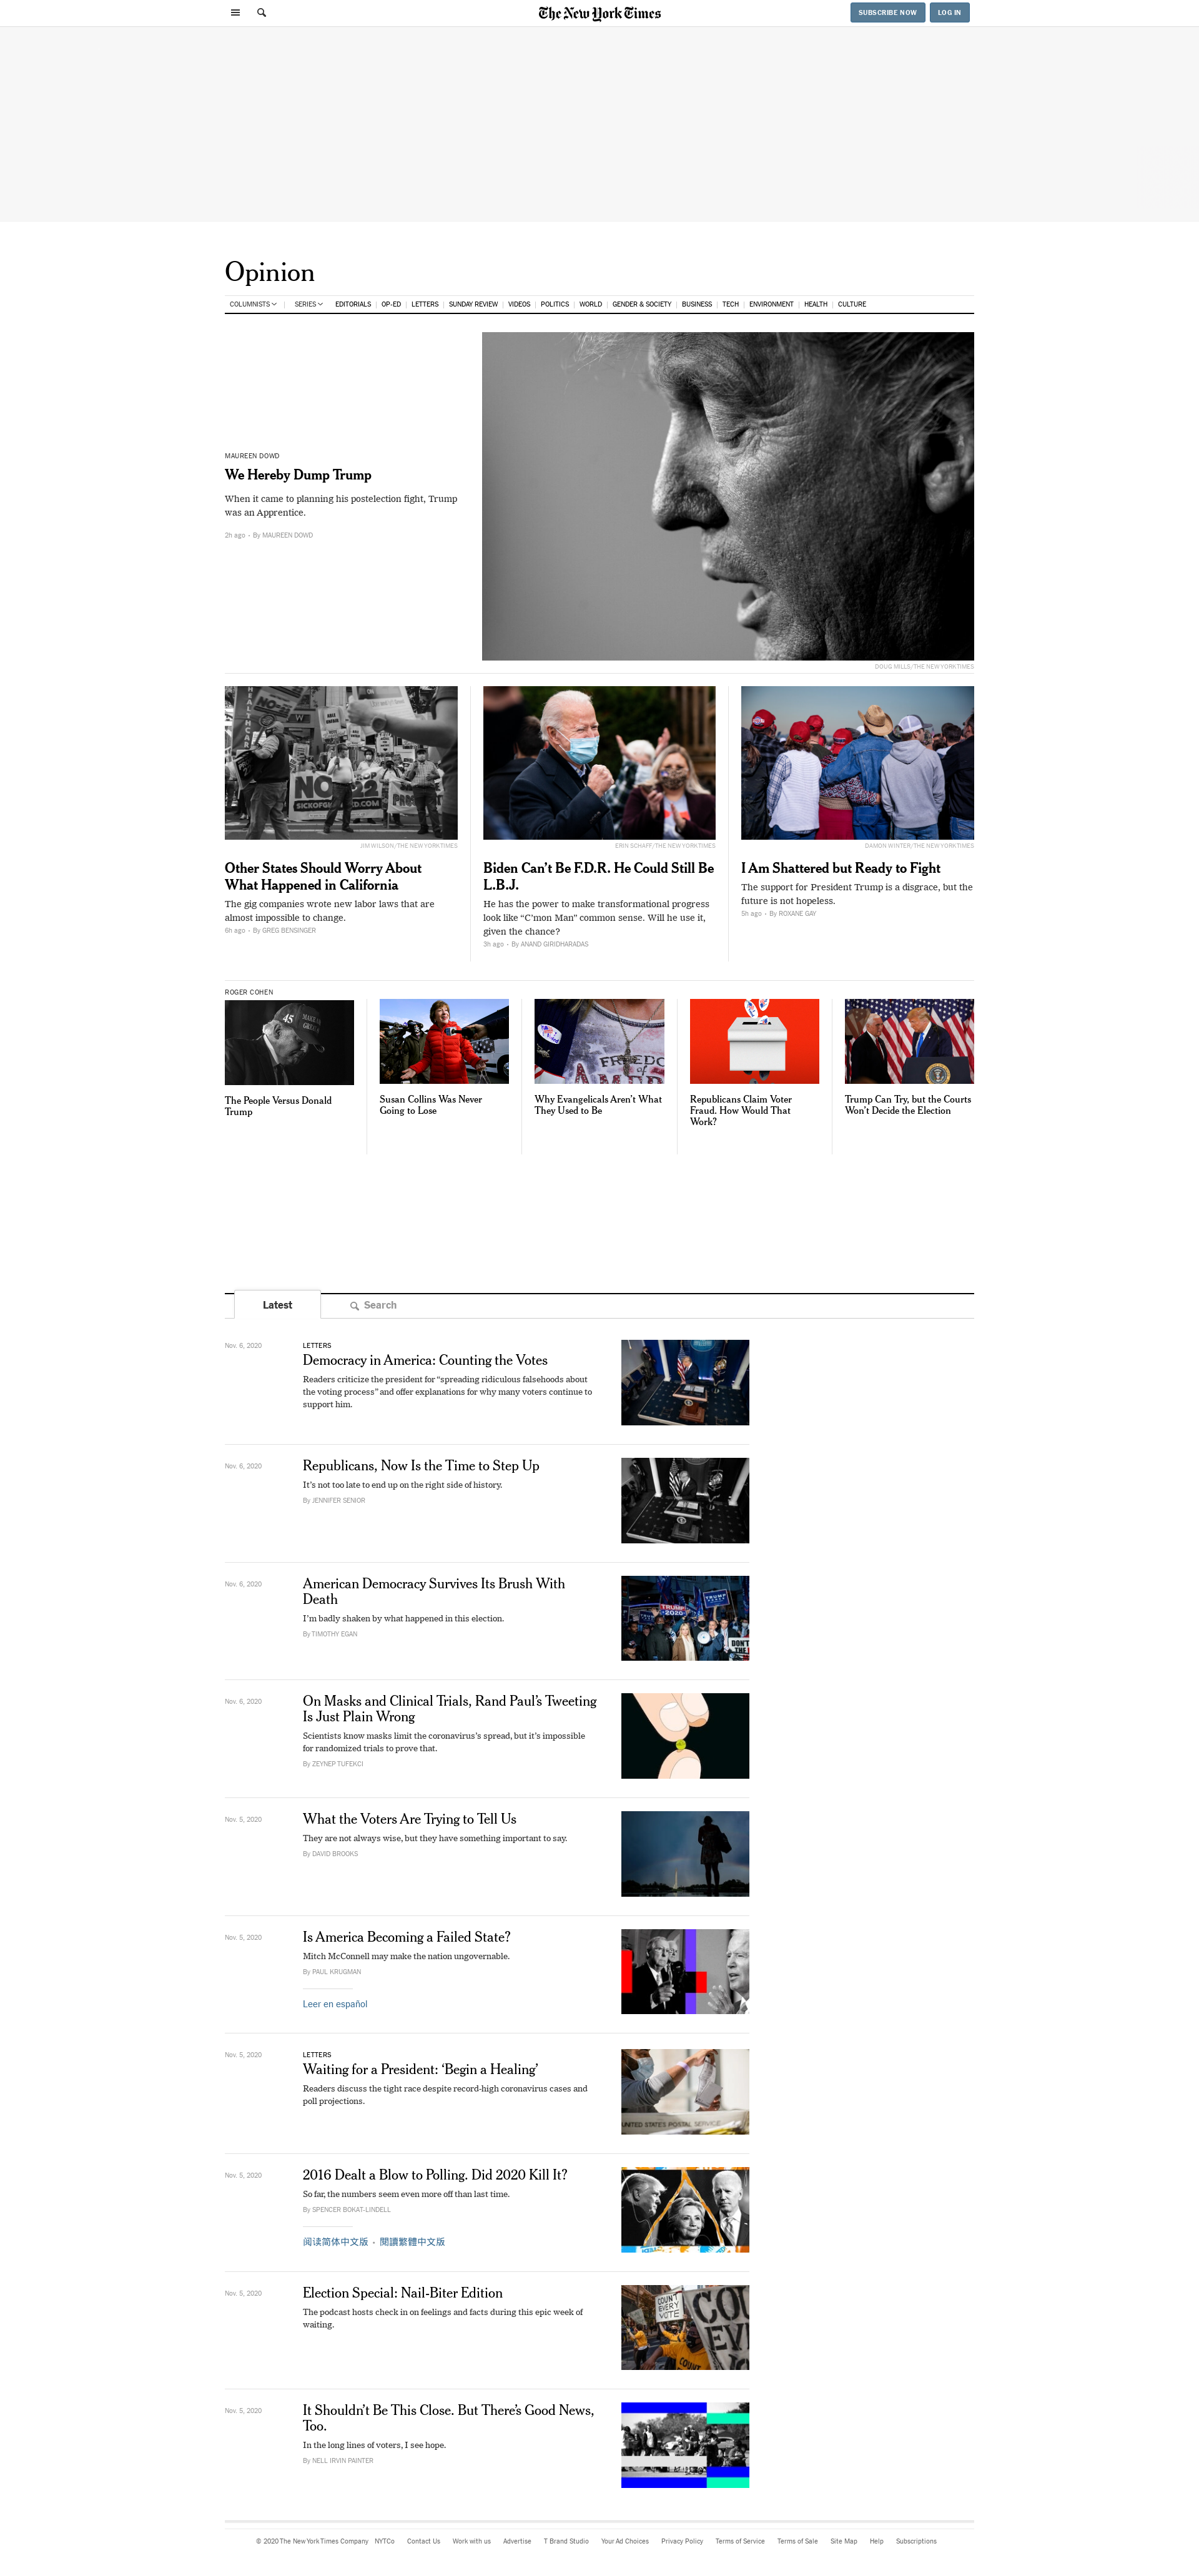 The New York Times
SUBSCRIBE NOW
LOG IN
Opinion
COLUMNISTS
SERIES
EDITORIALS
OP-ED
LETTERS
SUNDAY REVIEW
VIDEOS
POLITICS
WORLD
GENDER & SOCIETY
BUSINESS
TECH
ENVIRONMENT
HEALTH
CULTURE
MAUREEN DOWD
We Hereby Dump Trump
When it came to planning his postelection fight, Trump
was an Apprentice.
2h ago • By MAUREEN DOWD
DOUG MILLS/THE NEW YORK TIMES
NO 22
SICKOFGI COM
JIM WILSON/THE NEW YORK TIMES
Other States Should Worry About
What Happened in California
The gig companies wrote new labor laws that are
almost impossible to change.
6h ago • By GREG BENSINGER
ERIN SCHAFF/THE NEW YORK TIMES
Biden Can’t Be F.D.R. He Could Still Be
L.B.J.
He has the power to make transformational progress
look like “C’mon Man” common sense. Will he use it,
given the chance?
3h ago • By ANAND GIRIDHARADAS
DAMON WINTER/THE NEW YORK TIMES
I Am Shattered but Ready to Fight
The support for President Trump is a disgrace, but the
future is not hopeless.
5h ago • By ROXANE GAY
ROGER COHEN
45
The People Versus Donald
Trump
Susan Collins Was Never
Going to Lose
Why Evangelicals Aren’t What
They Used to Be
Republicans Claim Voter
Fraud. How Would That
Work?
Trump Can Try, but the Courts
Won’t Decide the Election
Latest
Search
Nov. 6, 2020
LETTERS
Democracy in America: Counting the Votes
Readers criticize the president for “spreading ridiculous falsehoods about
the voting process” and offer explanations for why many voters continue to
support him.
Nov. 6, 2020
Republicans, Now Is the Time to Step Up
It’s not too late to end up on the right side of history.
By JENNIFER SENIOR
Nov. 6, 2020
American Democracy Survives Its Brush With
Death
I’m badly shaken by what happened in this election.
By TIMOTHY EGAN
TRUMP
2020
Nov. 6, 2020
On Masks and Clinical Trials, Rand Paul’s Tweeting
Is Just Plain Wrong
Scientists know masks limit the coronavirus’s spread, but it’s impossible
for randomized trials to prove that.
By ZEYNEP TUFEKCI
Nov. 5, 2020
What the Voters Are Trying to Tell Us
They are not always wise, but they have something important to say.
By DAVID BROOKS
Nov. 5, 2020
Is America Becoming a Failed State?
Mitch McConnell may make the nation ungovernable.
By PAUL KRUGMAN
Leer en español
Nov. 5, 2020
LETTERS
Waiting for a President: ‘Begin a Healing’
Readers discuss the tight race despite record-high coronavirus cases and
poll projections.
UNITED STATES POSTAL SERVICE
Nov. 5, 2020
2016 Dealt a Blow to Polling. Did 2020 Kill It?
So far, the numbers seem even more off than last time.
By SPENCER BOKAT-LINDELL
阅读简体中文版 • 閱讀繁體中文版
Nov. 5, 2020
Election Special: Nail-Biter Edition
The podcast hosts check in on feelings and facts during this epic week of
waiting.
COUNT
EVERY
VOTE
Nov. 5, 2020
It Shouldn’t Be This Close. But There’s Good News,
Too.
In the long lines of voters, I see hope.
By NELL IRVIN PAINTER
© 2020 The New York Times Company NYTCo Contact Us Work with us Advertise T Brand Studio Your Ad Choices Privacy Policy Terms of Service Terms of Sale Site Map Help Subscriptions